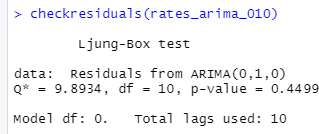 > checkresiduals(rates_arima_010)
Ljung-Box test
data: Residuals from ARIMA(0,1,0)
Q* = 9.8934, df = 10, p-value = 0.4499
Model df: 0. Total lags used: 10